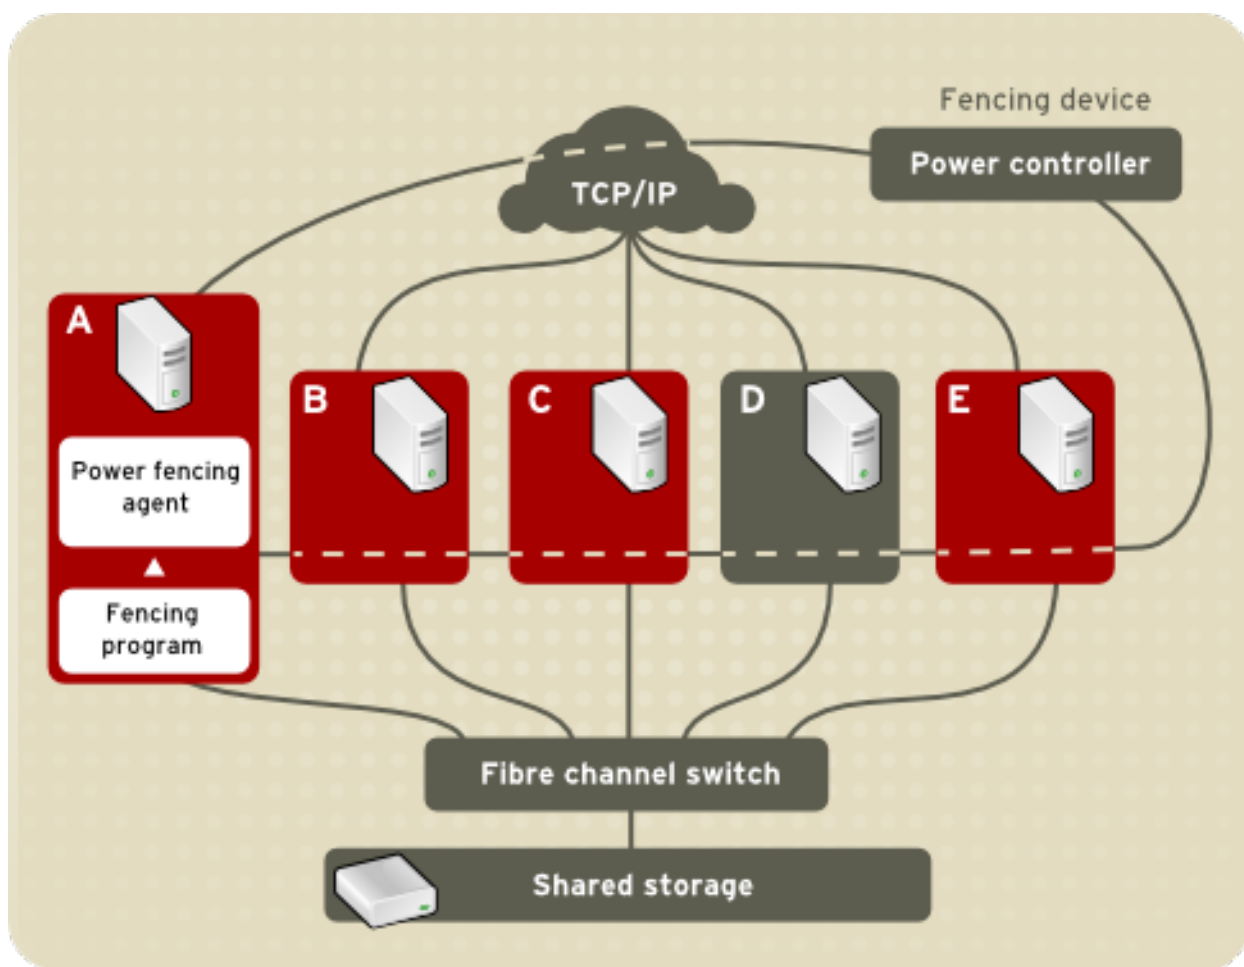 Fencing device
Power controller
TCP/IP
A
B
C
D
E
Power fencing
agent
Fencing
program
Fibre channel switch
Shared storage